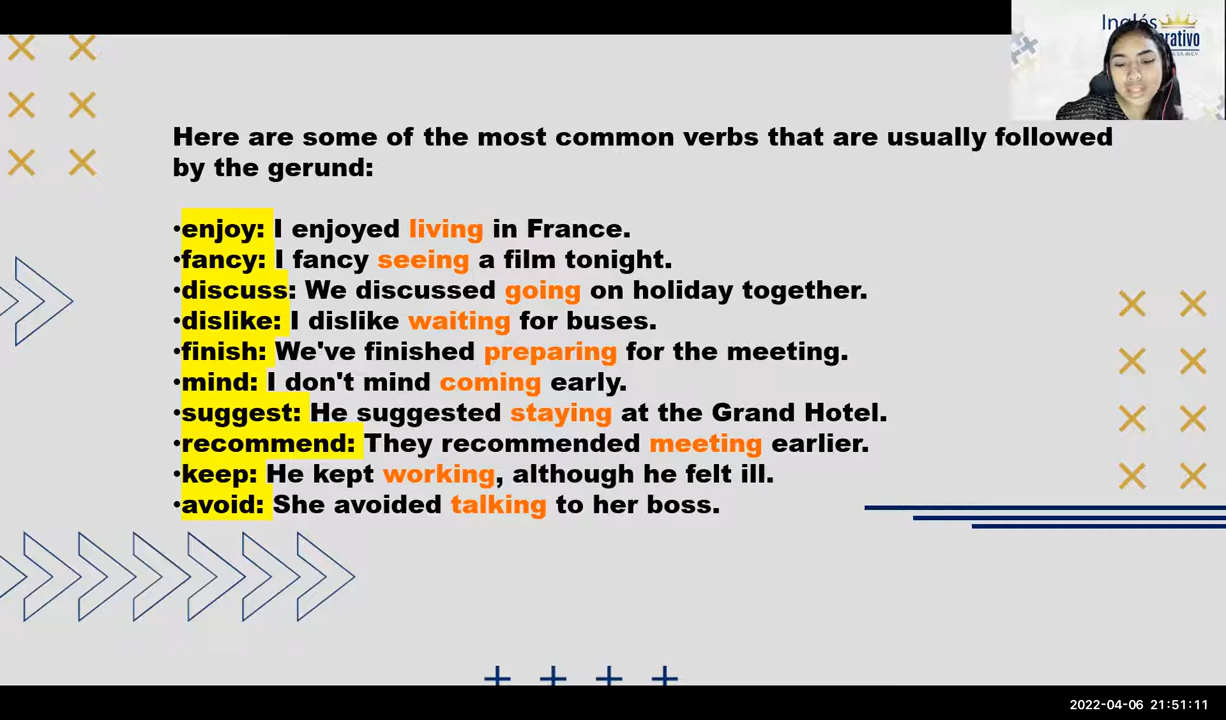 Inglés
Here are some of the most common verbs that are usually followed
by the gerund:
•enjoy: I enjoyed living in France.
•fancy: I fancy seeing a film tonight.
•discuss: We discussed going on holiday together.
•dislike: I dislike waiting for buses.
•finish: We've finished preparing for the meeting.
•mind: I don't mind coming early.
•suggest: He suggested staying at the Grand Hotel.
•recommend: They recommended meeting earlier.
•keep: He kept working, although he felt ill.
•avoid: She avoided talking to her boss.
2022-04-06 21:51:11